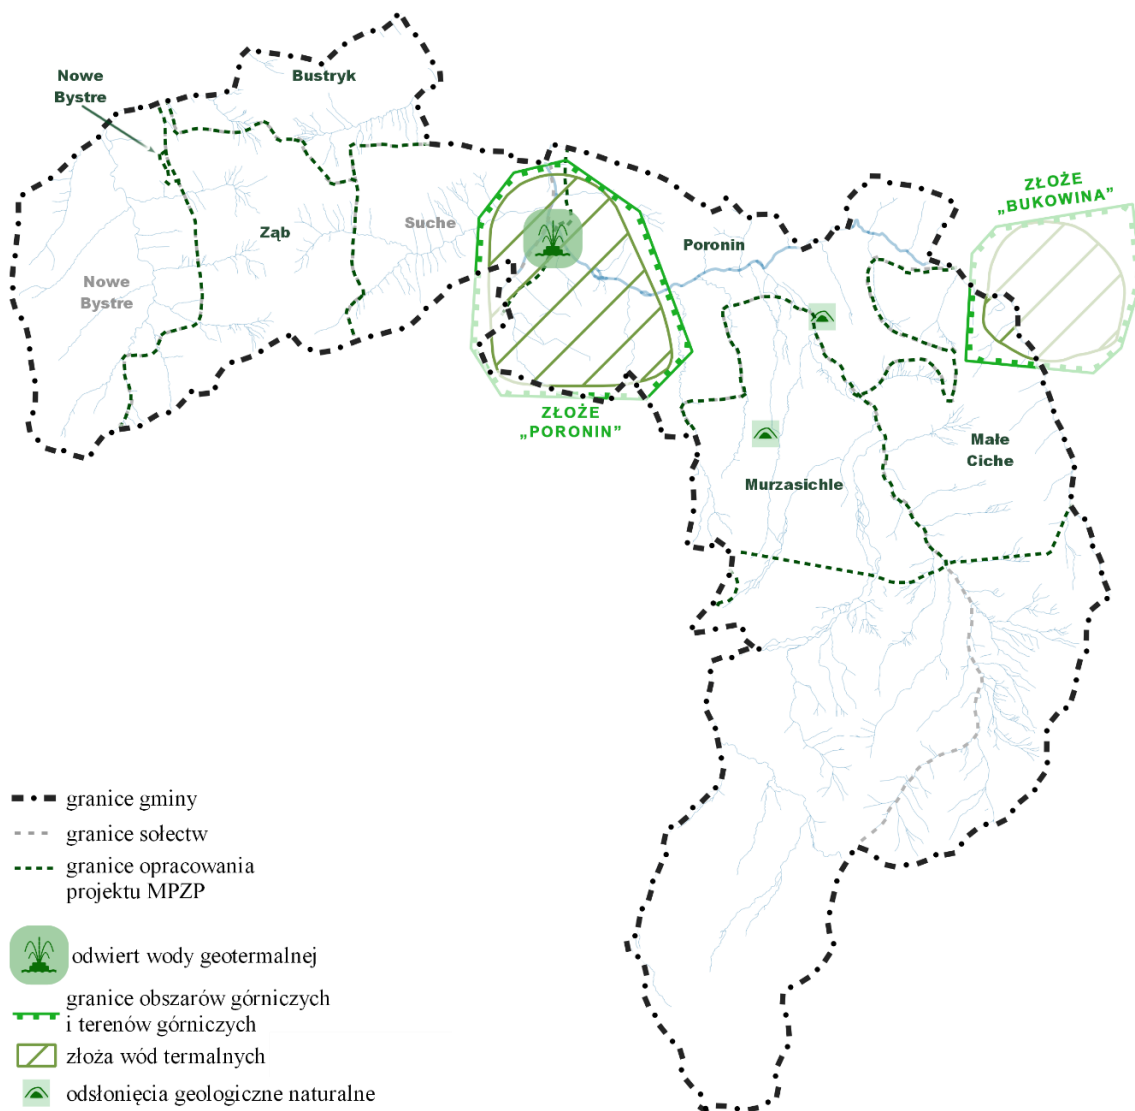 Bustryk
Nowe
Bystre
ZŁOŻE
„BUKOWINA”
Suche
Ząb
Poronin
Nowe
Bystre
ZŁOŻE
„PORONIN”
Małe
Ciche
Murzasichle
granice gminy
granice sołectw
granice opracowania
projektu MPZP
odwiert wody geotermalnej
granice obszarów górniczych
i terenów górniczych
złoża wód termalnych
odsłonięcia geologiczne naturalne